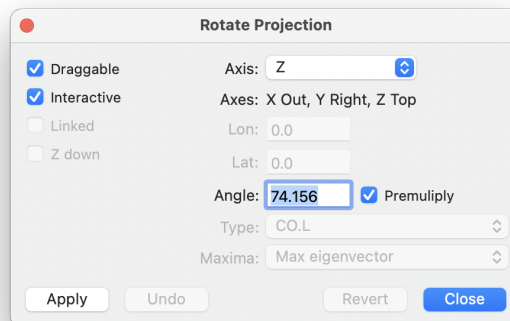 Rotate Projection
Draggable
Axis: Z
Interactive
Axes: X Out, Y Right, Z Top
Linked
Lon: 0.0
Z down
Lat: 0.0
Angle: 74.156 Premuliply
Type: CO.L
Maxima: Max eigenvector
Apply Undo Revert Close